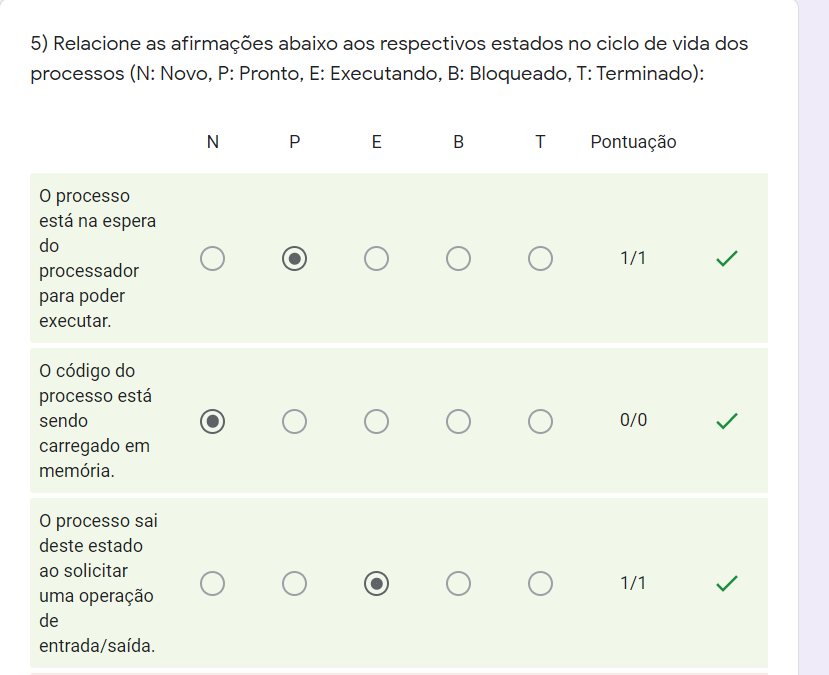 5) Relacione as afirmações abaixo aos respectivos estados no ciclo de vida dos
processos (N: Novo, P: Pronto, E: Executando, B: Bloqueado, T: Terminado):
N P E B T Pontuação
O processo
está na espera
do
processador
para poder
executar.
1/1
O código do
processo está
sendo
carregado em
memória.
0/0
O processo sai
deste estado
ao solicitar
uma operação
de
entrada/saída.
1/1